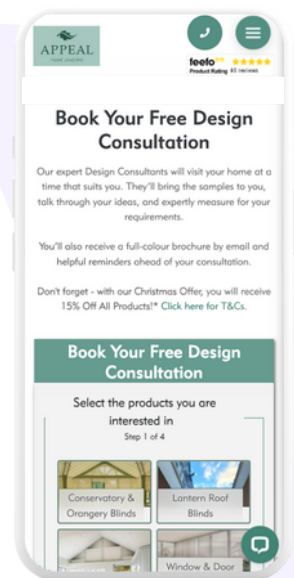 APPEAL
feefo
Product Rating 45 reviews
Book Your Free Design
Consultation
Our expert Design Consultants will visit your home at a
time that suits you. They'll bring the samples to you,
talk through your ideas, and expertly measure for your
requirements.
You'll also receive a full-colour brochure by email and
helpful reminders ahead of your consultation.
Don't forget - with our Christmas Offer, you will receive
15% Off All Products!* Click here for T&Cs.
Book Your Free Design
Consultation
Select the products you are
interested in
Step 1 of 4
Conservatory &
Orangery Blinds
Lantern Roof
Blinds
Window & Door